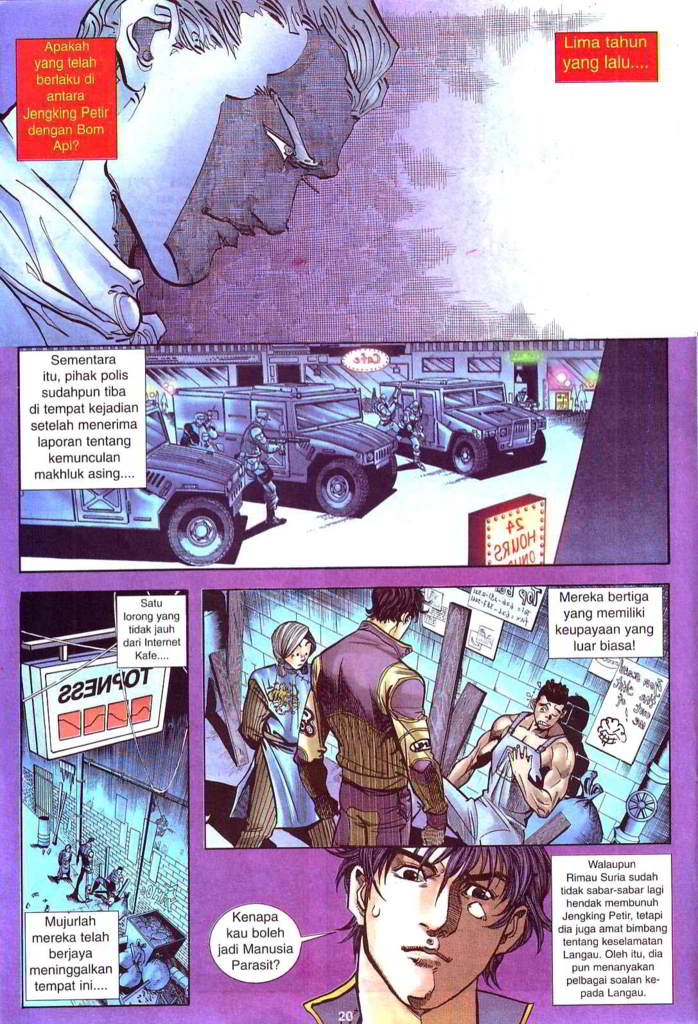 Apakah
yang telah
berlaku di
antara
Jengking Petir
dengan Bom
Api?
Lima tahun
yang lalu....
Sementara
itu, pihak polis
sudahpun tiba
di tempat kejadian
setelah menerima
laporan tentang
kemunculan
makhluk asing....
Cafe
24
HOURS
Satu
lorong yang
tidak jauh
dari Internet
Kafe....
TOPNESS
Mujurlah
mereka telah
berjaya
meninggalkan
tempat ini....
Mereka bertiga
yang memiliki
keupayaan yang
luar biasa!
Kenapa
kau boleh
jadi Manusia
Parasit?
Walaupun
Rimau Suria sudah
tidak sabar-sabar lagi
hendak membunuh
Jengking Petir, tetapi
dia juga amat bimbang
tentang keselamatan
Langau. Oleh itu, dia
pun menanyakan
pelbagai soalan ke-
pada Langau.
20